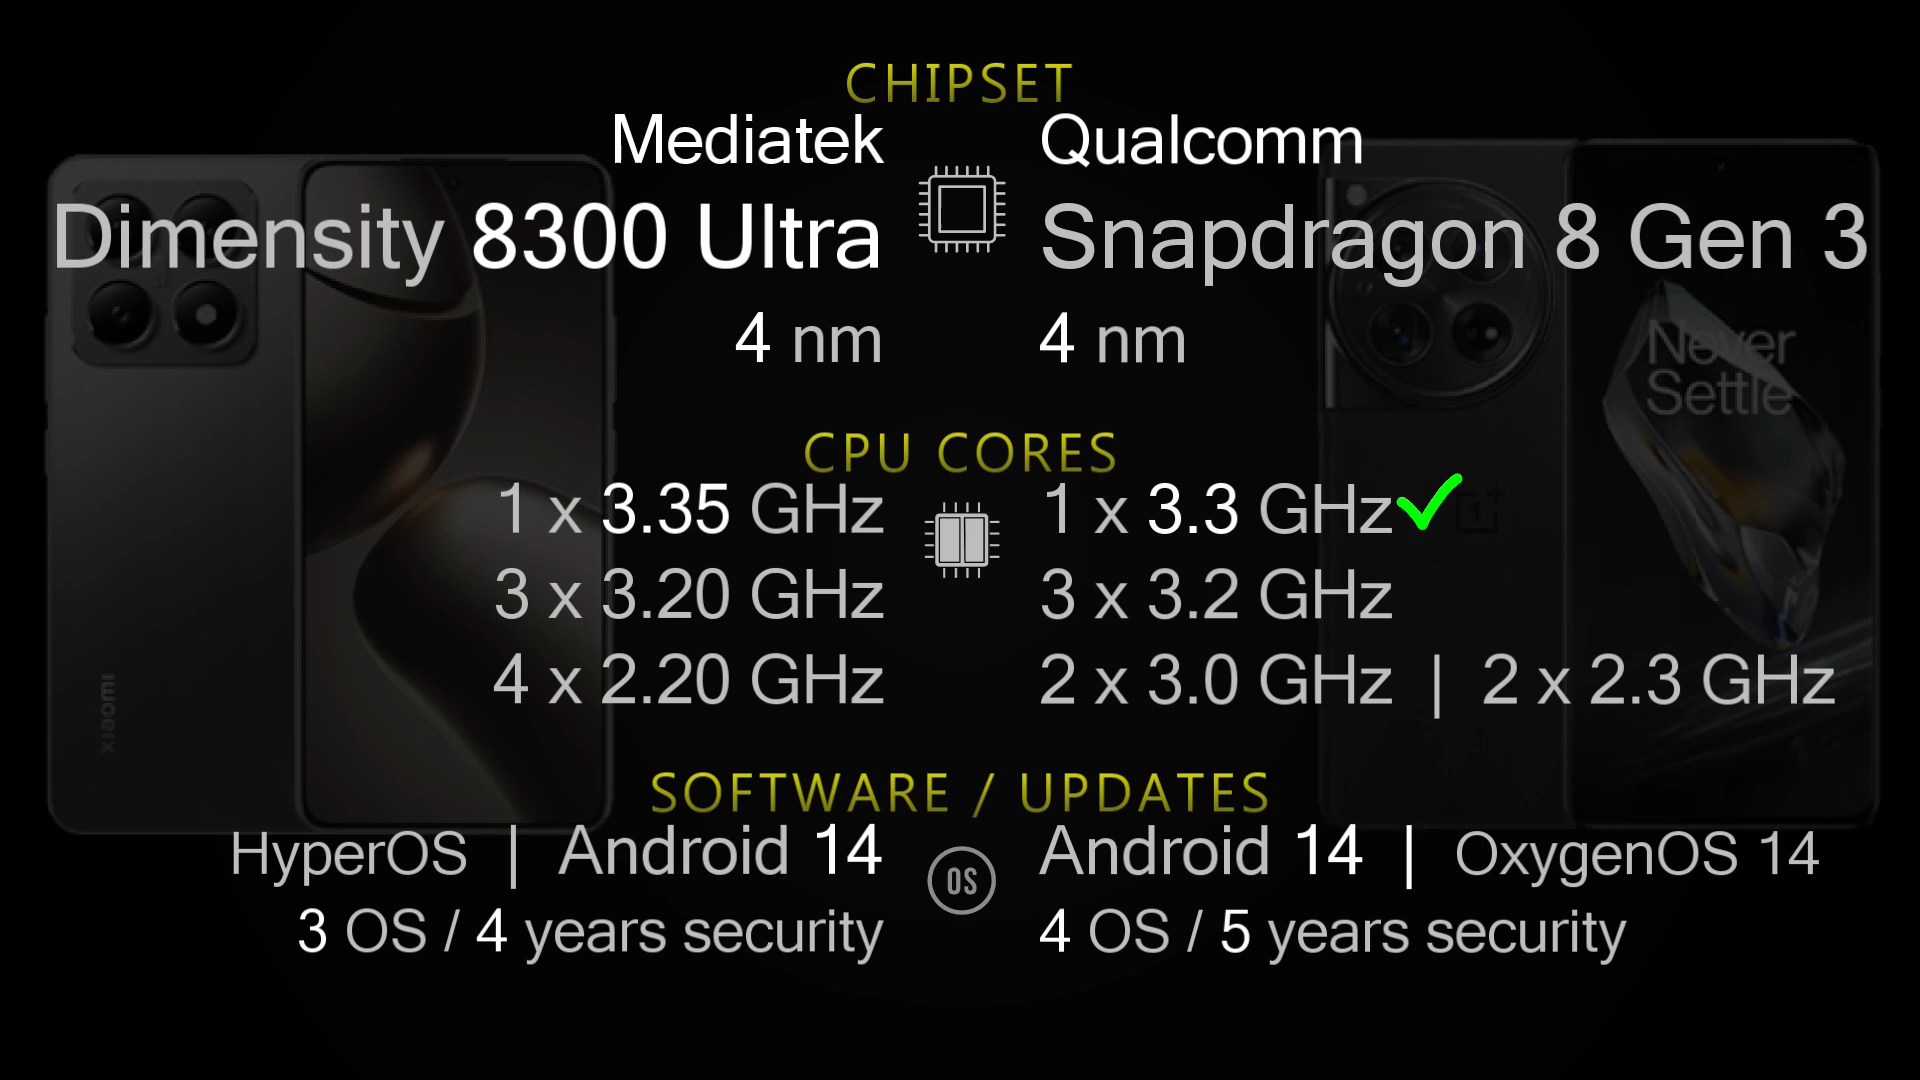 CHIPSET
Mediatek
Qualcomm
Dimensity 8300 Ultra
Snapdragon 8 Gen 3
4 nm
4 nm
Never
Settle
CPU CORES
1 x 3.35 GHz
1 x 3.3 GHz
3 x 3.20 GHz
3 x 3.2 GHz
4 x 2.20 GHz
2 x 3.0 GHz | 2 x 2.3 GHz
xiaomi
SOFTWARE / UPDATES
HyperOS | Android 14
Android 14 | OxygenOS 14
OS
3 OS / 4 years security
4 OS / 5 years security